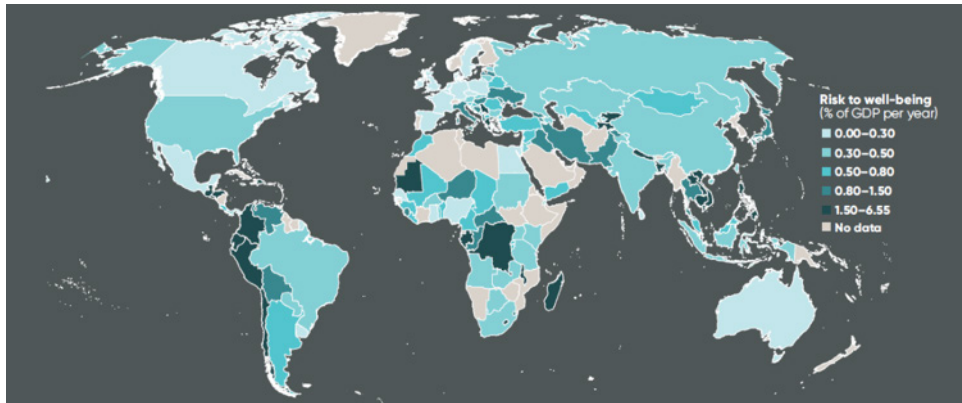 Risk to well-being
(% of GDP per year)
0.00–0.30
0.30–0.50
0.50–0.80
0.80–1.50
1.50–6.55
No data